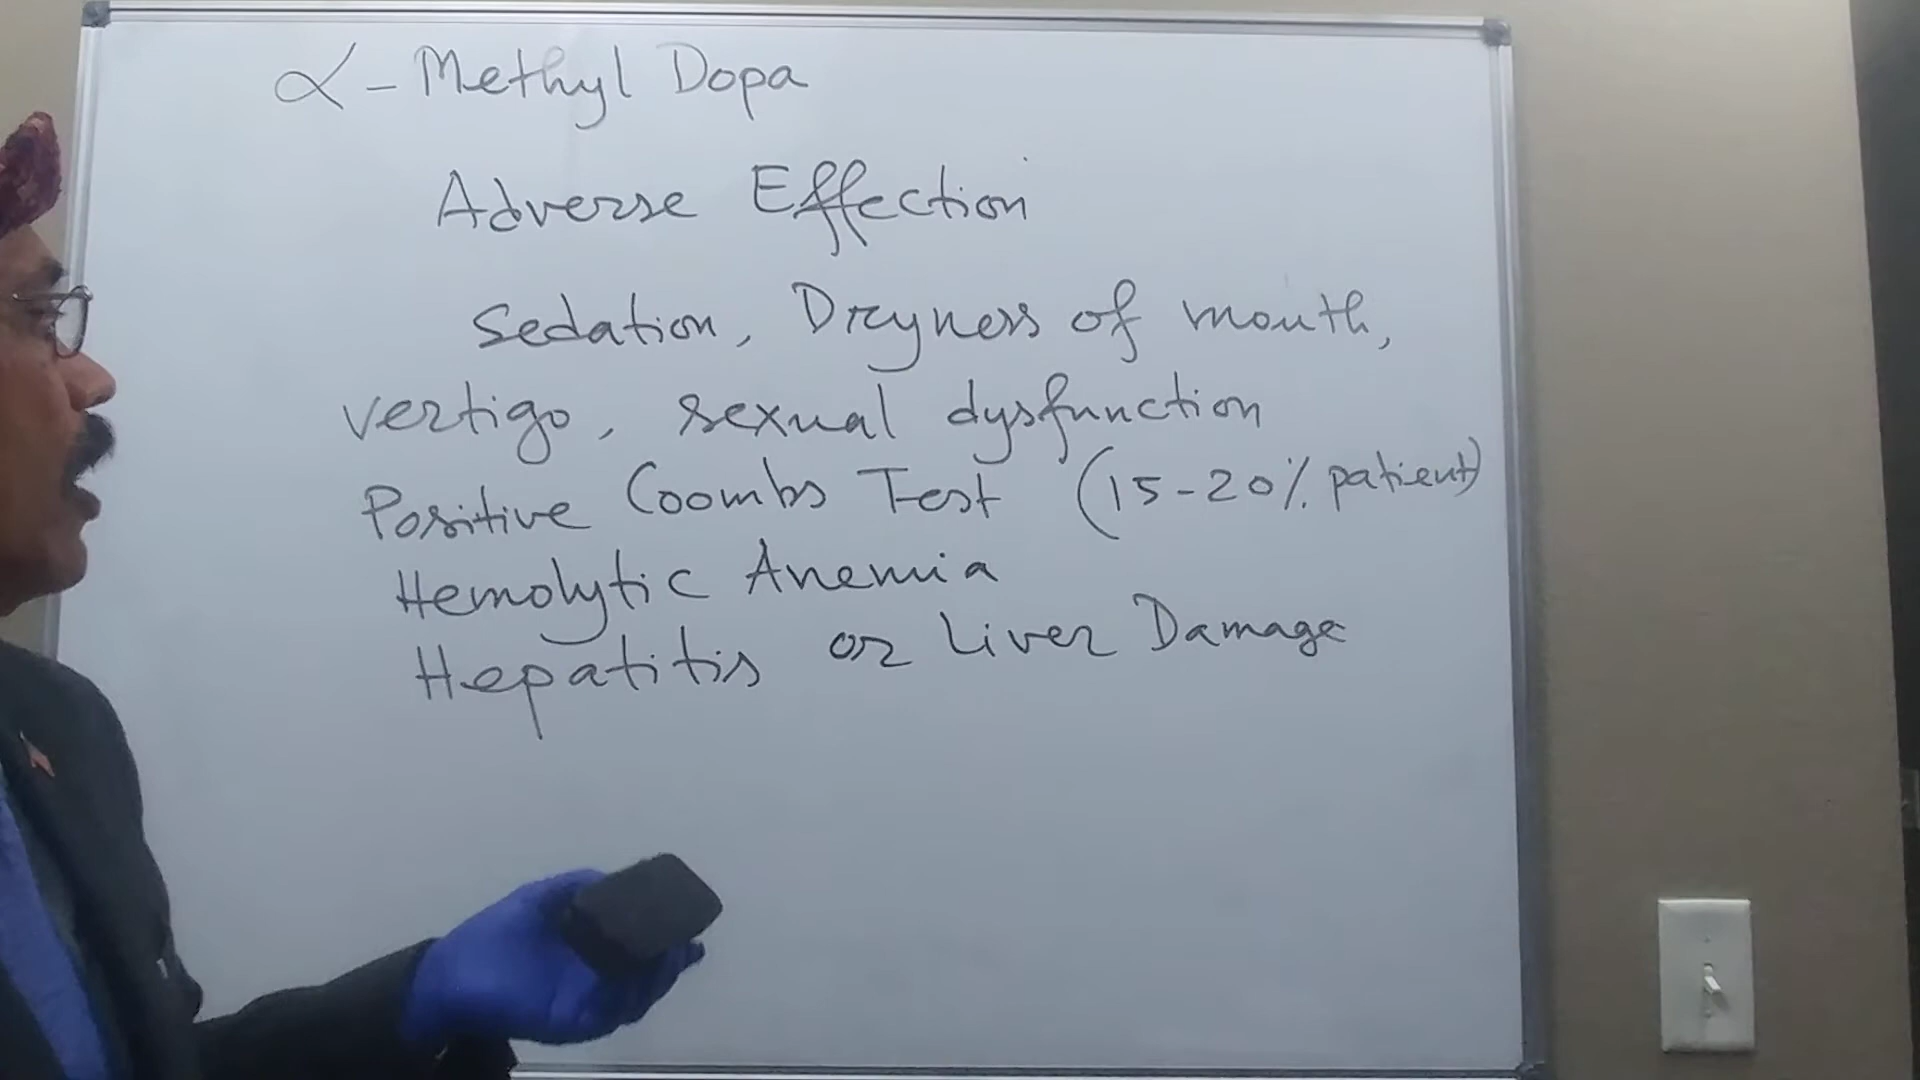 α - Methyl Dopa
Adverse Effection
Sedation, Dryness of mouth,
vertigo, sexual dysfunction
Positive Coombs Test (15-20% patient)
Hemolytic Anemia
Hepatitis or Liver Damage